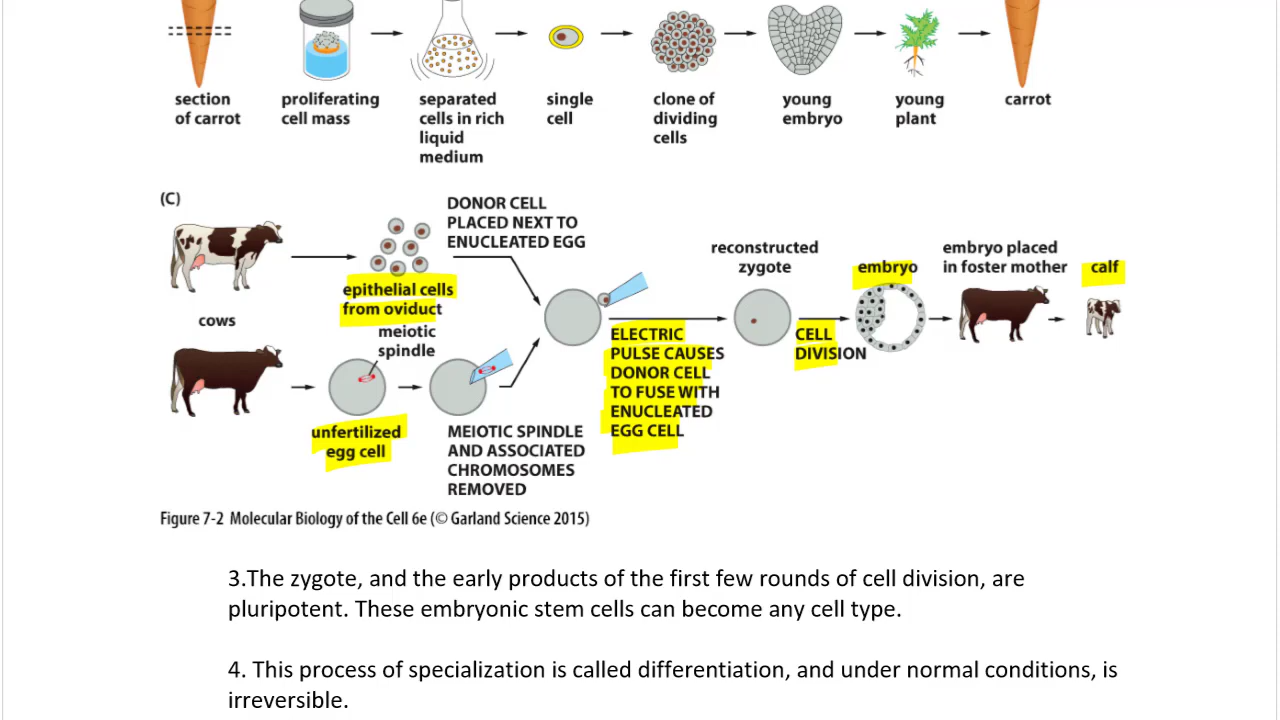 section
of carrot
proliferating
cell mass
separated
cells in rich
liquid
medium
single
cell
clone of
dividing
cells
young
embryo
young
plant
carrot
(C)
DONOR CELL
PLACED NEXT TO
ENUCLEATED EGG
epithelial cells
from oviduct
cows
meiotic
spindle
unfertilized
egg cell
MEIOTIC SPINDLE
AND ASSOCIATED
CHROMOSOMES
REMOVED
ELECTRIC
PULSE CAUSES
DONOR CELL
TO FUSE WITH
ENUCLEATED
EGG CELL
reconstructed
zygote
CELL
DIVISION
embryo
embryo placed
in foster mother
calf
Figure 7-2 Molecular Biology of the Cell 6e (© Garland Science 2015)
3.The zygote, and the early products of the first few rounds of cell division, are
pluripotent. These embryonic stem cells can become any cell type.
4. This process of specialization is called differentiation, and under normal conditions, is
irreversible.